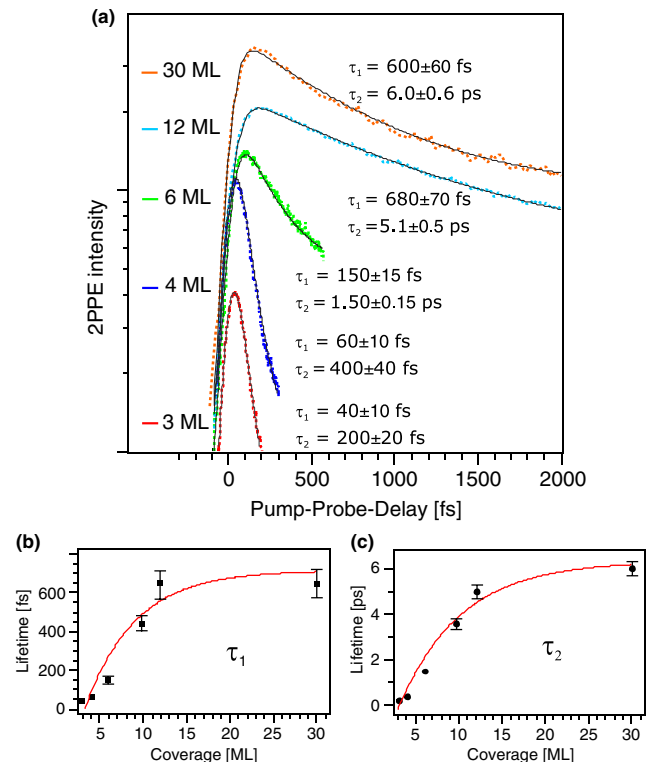 (a)
30 ML
τ1 = 600±60 fs
τ2 = 6.0±0.6 ps
12 ML
6 ML
τ1 = 680±70 fs
τ2 = 5.1±0.5 ps
4 ML
τ1 = 150±15 fs
τ2 = 1.50±0.15 ps
τ1 = 60±10 fs
τ2 = 400±40 fs
3 ML
τ1 = 40±10 fs
τ2 = 200±20 fs
2PPE intensity
0 500 1000 1500 2000
Pump-Probe-Delay [fs]
(b)
Lifetime [fs]
600
400
200
0
τ1
5 10 15 20 25 30
Coverage [ML]
(c)
Lifetime [ps]
6
4
2
0
τ2
5 10 15 20 25 30
Coverage [ML]